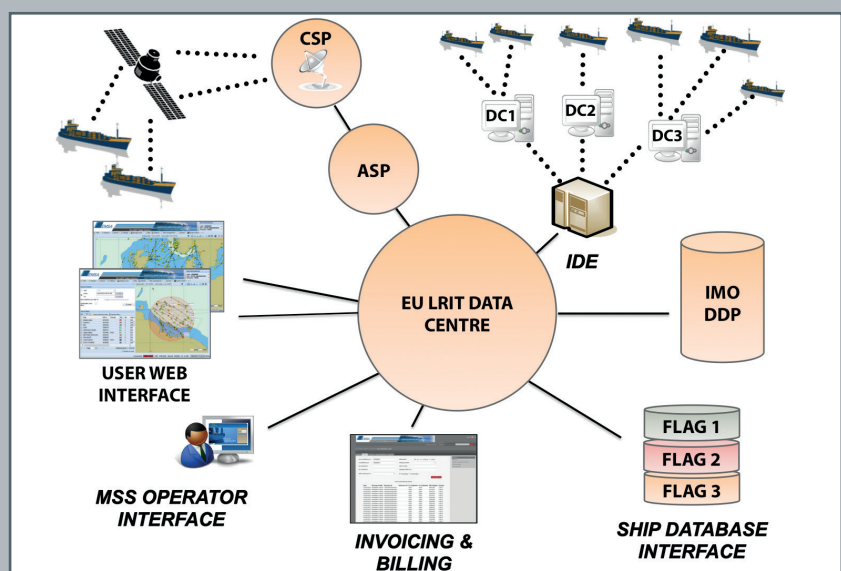 CSP
DC1
DC2
DC3
ASP
IDE
EU LRIT DATA
CENTRE
IMO
DDP
USER WEB
INTERFACE
FLAG 1
FLAG 2
FLAG 3
MSS OPERATOR
INTERFACE
INVOICING &
BILLING
SHIP DATABASE
INTERFACE